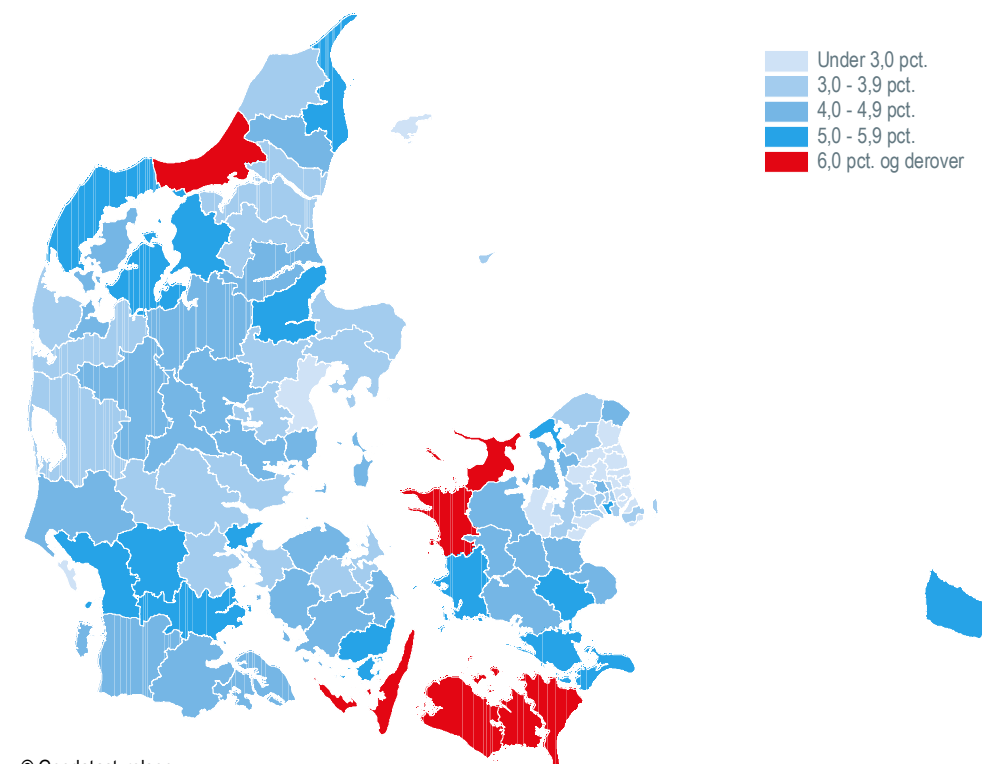 Under 3,0 pct.
3,0 - 3,9 pct.
4,0 - 4,9 pct.
5,0 - 5,9 pct.
6,0 pct. og derover
©